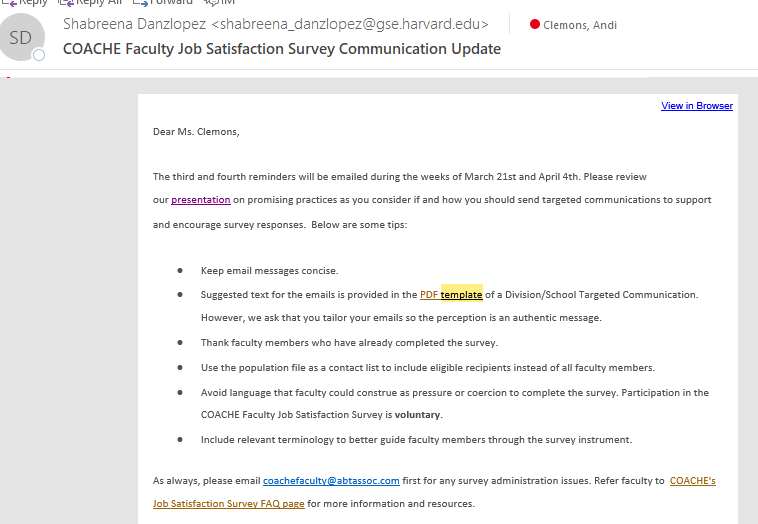 Reply Reply All Forward IM
SD
Shabreena Danzlopez <shabreena_danzlopez@gse.harvard.edu>
Clemons, Andi
COACHE Faculty Job Satisfaction Survey Communication Update
View in Browser
Dear Ms. Clemons,
The third and fourth reminders will be emailed during the weeks of March 21st and April 4th. Please review
our presentation on promising practices as you consider if and how you should send targeted communications to support
and encourage survey responses.  Below are some tips:
● Keep email messages concise.
● Suggested text for the emails is provided in the PDF template of a Division/School Targeted Communication.
However, we ask that you tailor your emails so the perception is an authentic message.
● Thank faculty members who have already completed the survey.
● Use the population file as a contact list to include eligible recipients instead of all faculty members.
● Avoid language that faculty could construe as pressure or coercion to complete the survey. Participation in the
COACHE Faculty Job Satisfaction Survey is voluntary.
● Include relevant terminology to better guide faculty members through the survey instrument.
As always, please email coachefaculty@abtassoc.com first for any survey administration issues. Refer faculty to  COACHE's
Job Satisfaction Survey FAQ page for more information and resources.